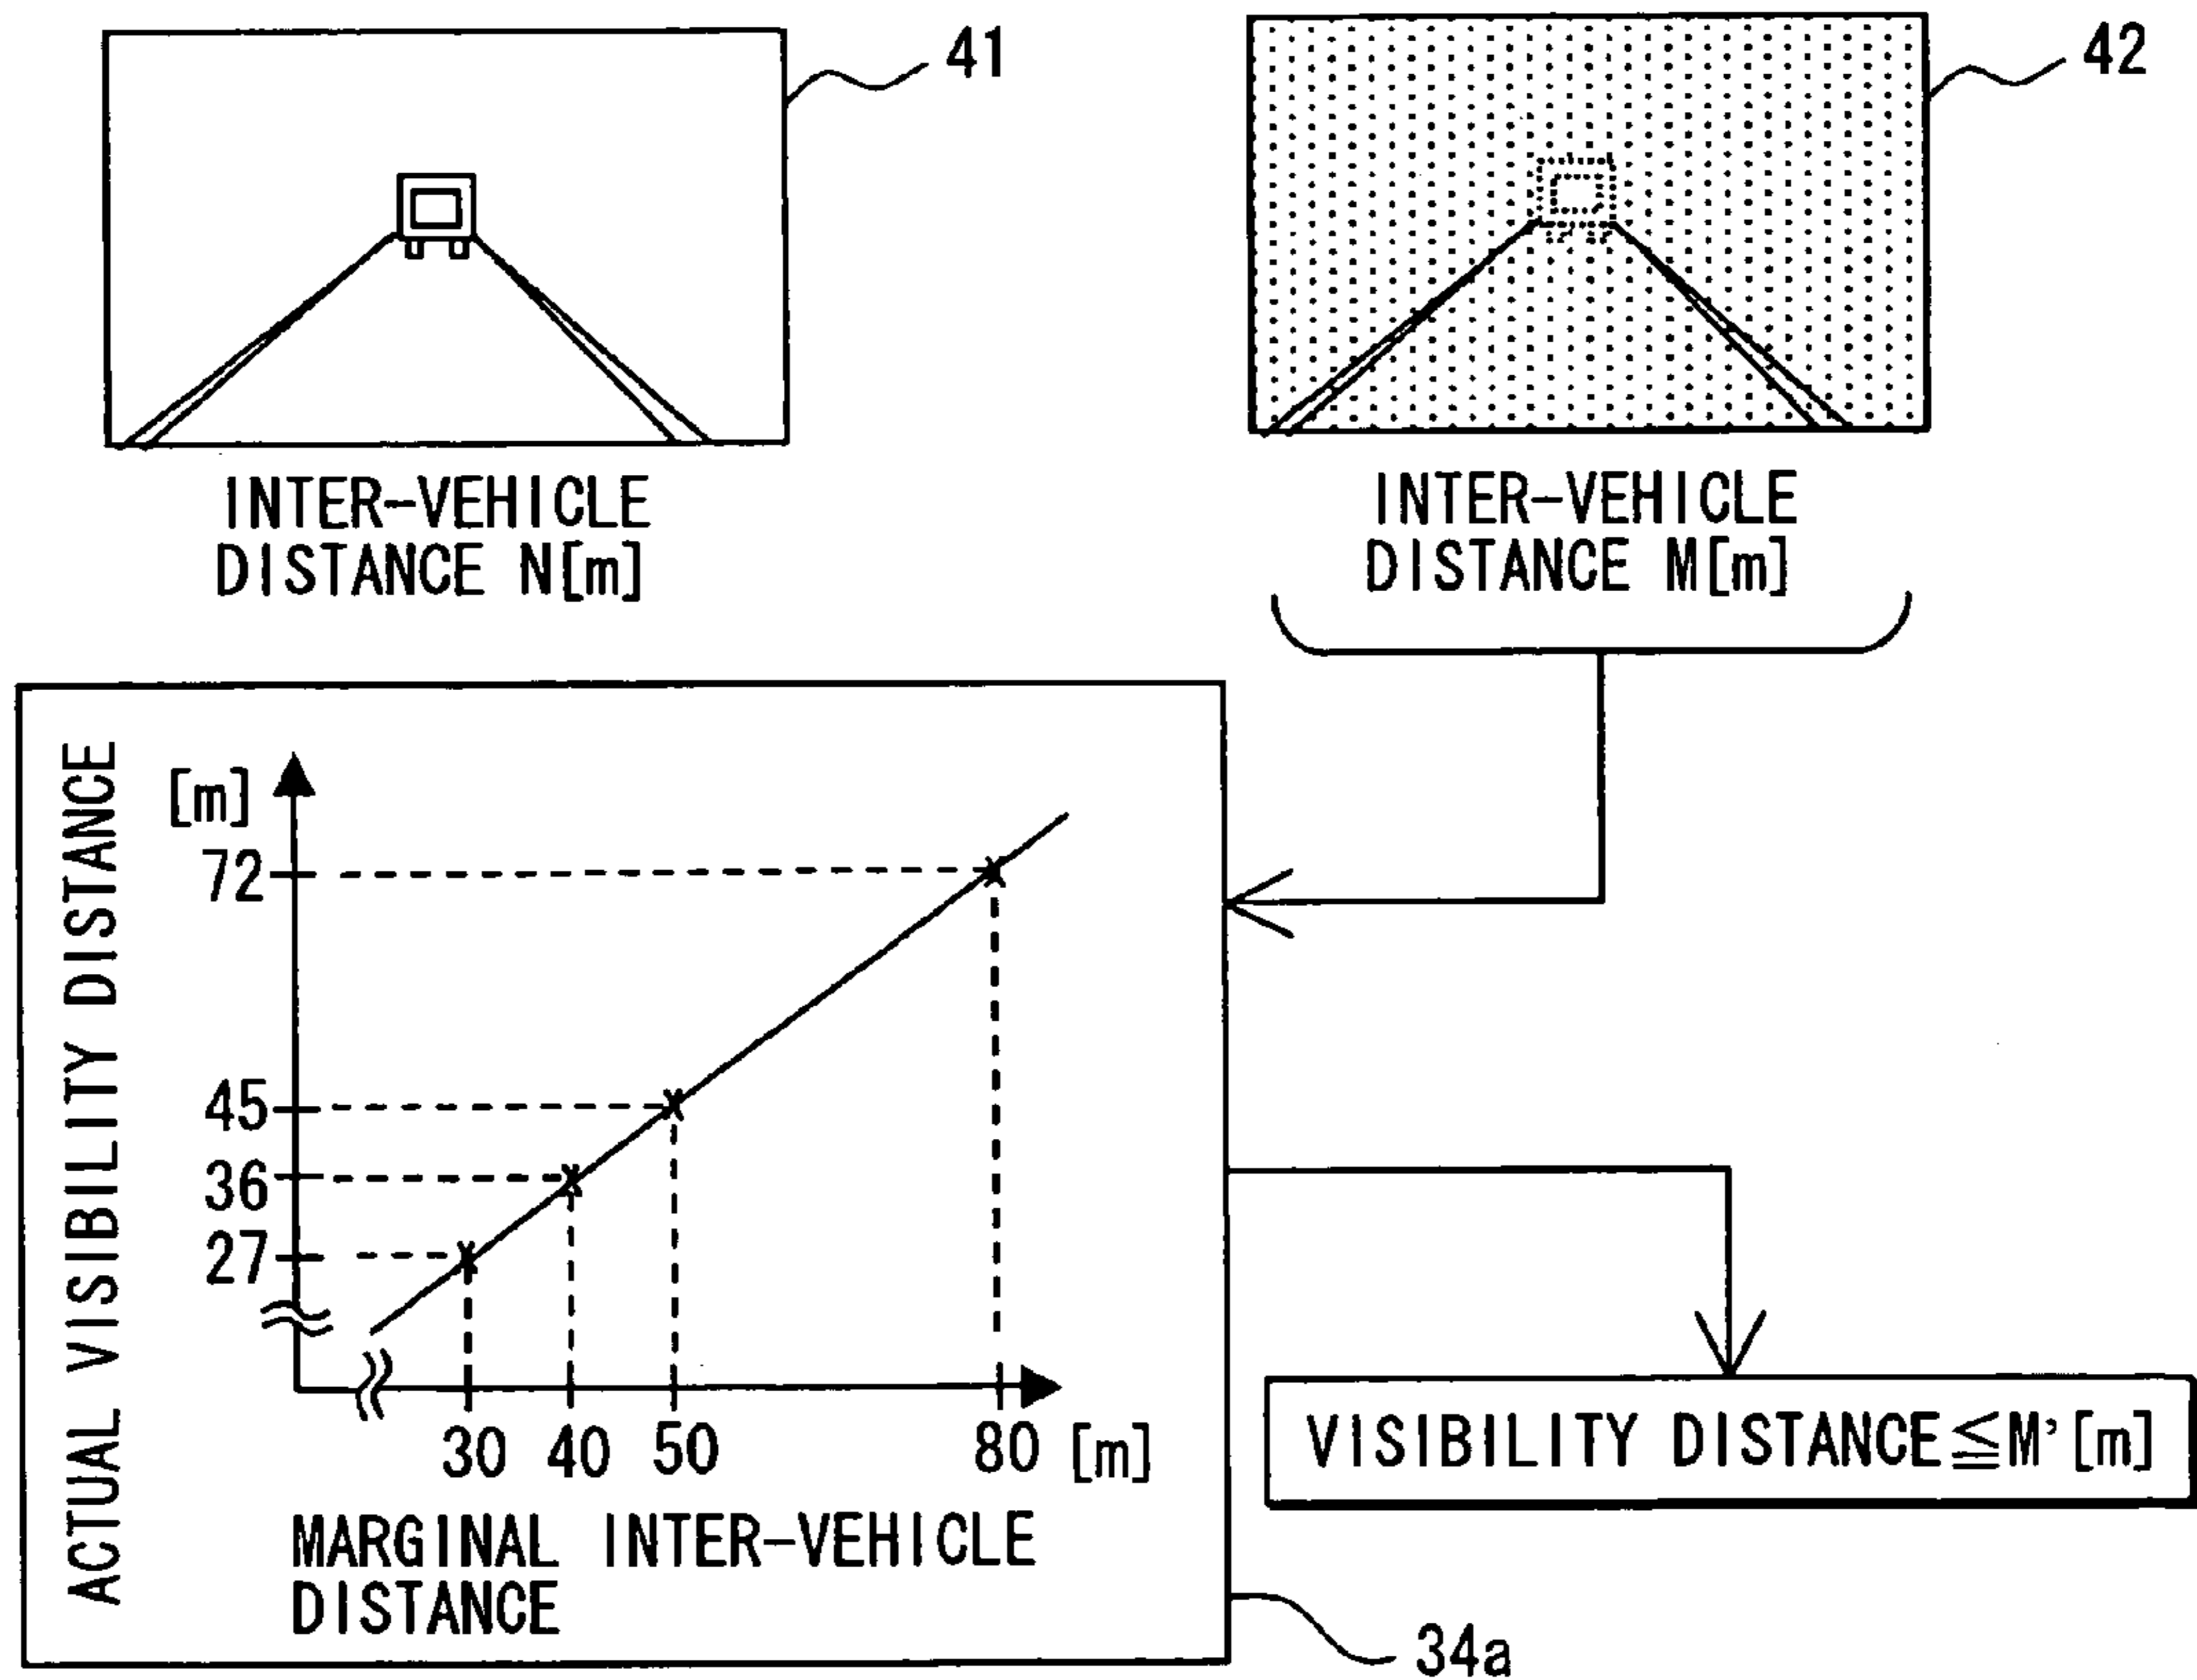 41
42
INTER-VEHICLE
DISTANCE N[m]
INTER-VEHICLE
DISTANCE M[m]
ACTUAL VISIBILITY DISTANCE
[m]
72
45
36
27
30 40 50 80 [m]
MARGINAL INTER-VEHICLE
DISTANCE
VISIBILITY DISTANCE≦M'[m]
34a